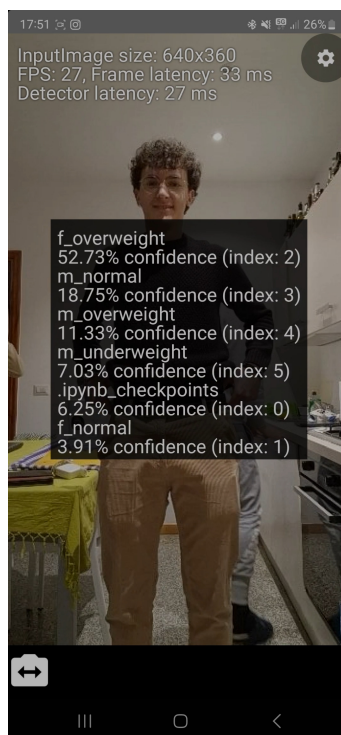 17:51 26%
InputImage size: 640x360
FPS: 27, Frame latency: 33 ms
Detector latency: 27 ms
f_overweight
52.73% confidence (index: 2)
m_normal
18.75% confidence (index: 3)
m_overweight
11.33% confidence (index: 4)
m_underweight
7.03% confidence (index: 5)
.ipynb_checkpoints
6.25% confidence (index: 0)
f_normal
3.91% confidence (index: 1)